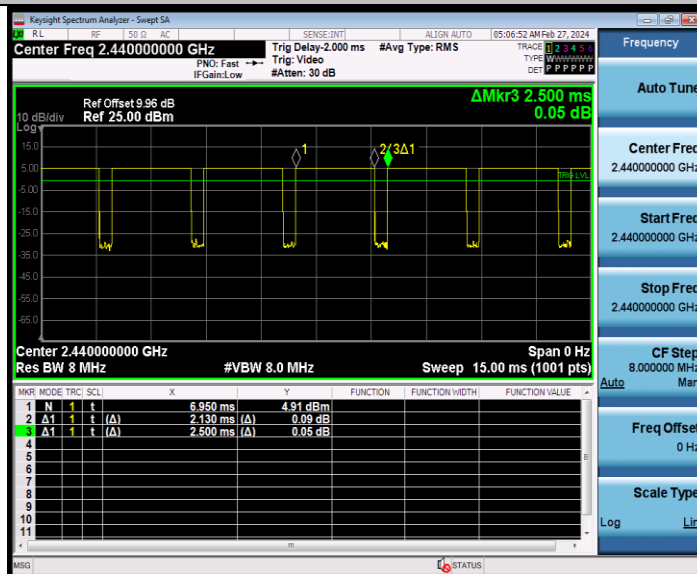 Keysight Spectrum Analyzer - Swept SA
LXI RL RF 50 Ω AC SENSE:INT ALIGN AUTO 05:06:52 AM Feb 27, 2024
Center Freq 2.440000000 GHz
PNO: Fast
IFGain:Low
Trig Delay-2.000 ms
Trig: Video
#Atten: 30 dB
#Avg Type: RMS
TRACE 1 2 3 4 5 6
TYPE WWWWWW
DET P P P P P P
Frequency
Auto Tune
Center Freq
2.440000000 GHz
Start Freq
2.440000000 GHz
Stop Freq
2.440000000 GHz
CF Step
8.000000 MHz
Auto Man
Freq Offset
0 Hz
Scale Type
Log Lin
ΔMkr3 2.500 ms
0.05 dB
Ref Offset 9.96 dB
10 dB/div Ref 25.00 dBm
Log
15.0
5.00
-5.00
-15.0
-25.0
-35.0
-45.0
-55.0
-65.0
1
2/3Δ1
TRIG LVL
Center 2.440000000 GHz Span 0 Hz
Res BW 8 MHz #VBW 8.0 MHz Sweep 15.00 ms (1001 pts)
MKR MODE TRC SCL X Y FUNCTION FUNCTION WIDTH FUNCTION VALUE
1 N 1 t 6.950 ms 4.91 dBm
2 Δ1 1 t (Δ) 2.130 ms (Δ) 0.09 dB
3 Δ1 1 t (Δ) 2.500 ms (Δ) 0.05 dB
4
5
6
7
8
9
10
11
MSG STATUS